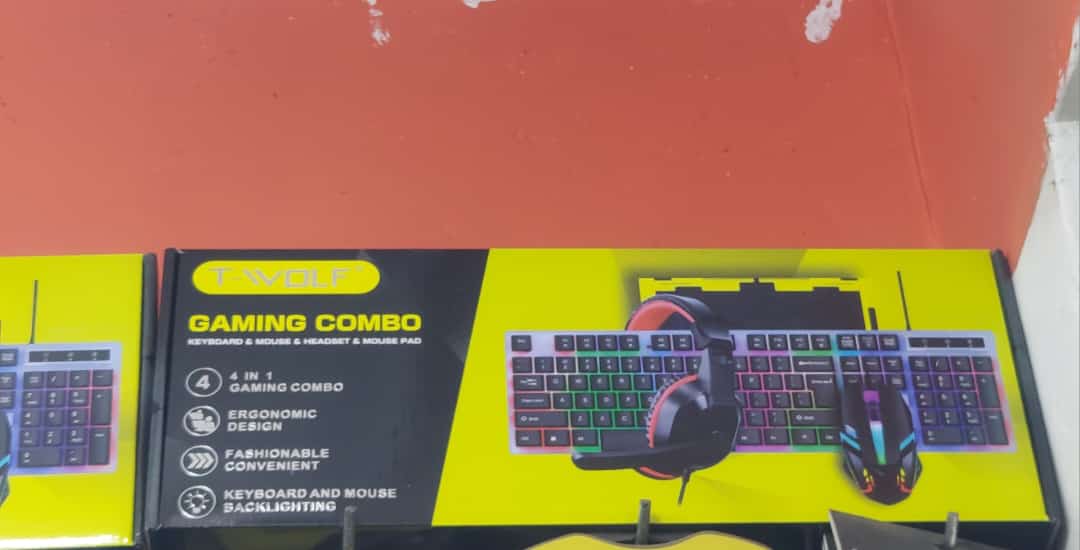 T-WOLF
GAMING COMBO
KEYBOARD & MOUSE & HEADSET & MOUSE PAD
4
4 IN 1
GAMING COMBO
ERGONOMIC
DESIGN
FASHIONABLE
CONVENIENT
KEYBOARD AND MOUSE
BACKLIGHTING